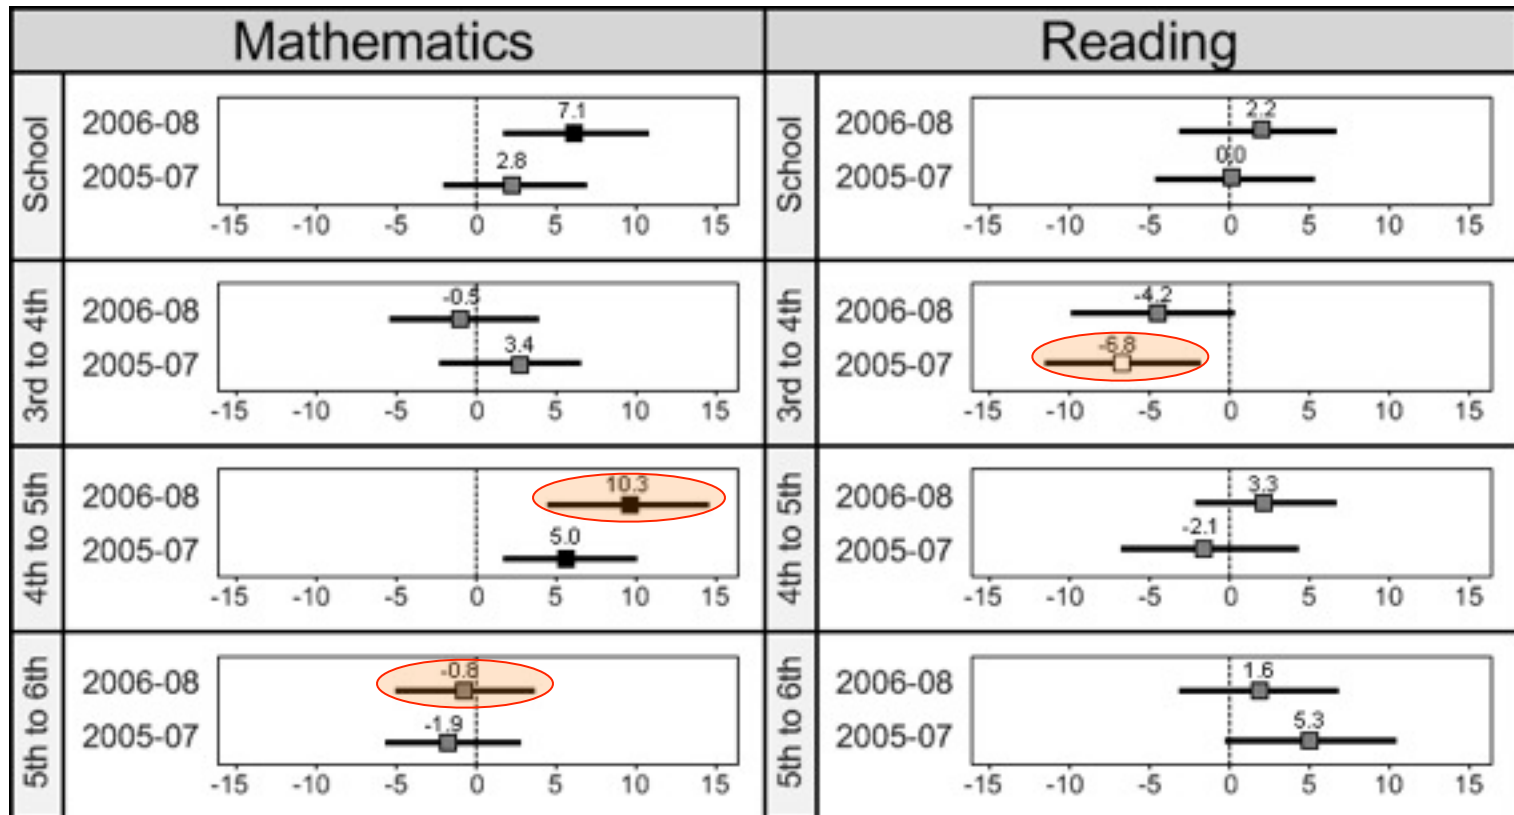 Mathematics
Reading
School
2006-08
7.1
2005-07
2.8
-15 -10 -5 0 5 10 15
School
2006-08
2.2
2005-07
0.0
-15 -10 -5 0 5 10 15
3rd to 4th
2006-08
-0.5
2005-07
3.4
-15 -10 -5 0 5 10 15
3rd to 4th
2006-08
-4.2
2005-07
-6.8
-15 -10 -5 0 5 10 15
4th to 5th
2006-08
10.3
2005-07
5.0
-15 -10 -5 0 5 10 15
4th to 5th
2006-08
3.3
2005-07
-2.1
-15 -10 -5 0 5 10 15
5th to 6th
2006-08
-0.8
2005-07
-1.9
-15 -10 -5 0 5 10 15
5th to 6th
2006-08
1.6
2005-07
5.3
-15 -10 -5 0 5 10 15